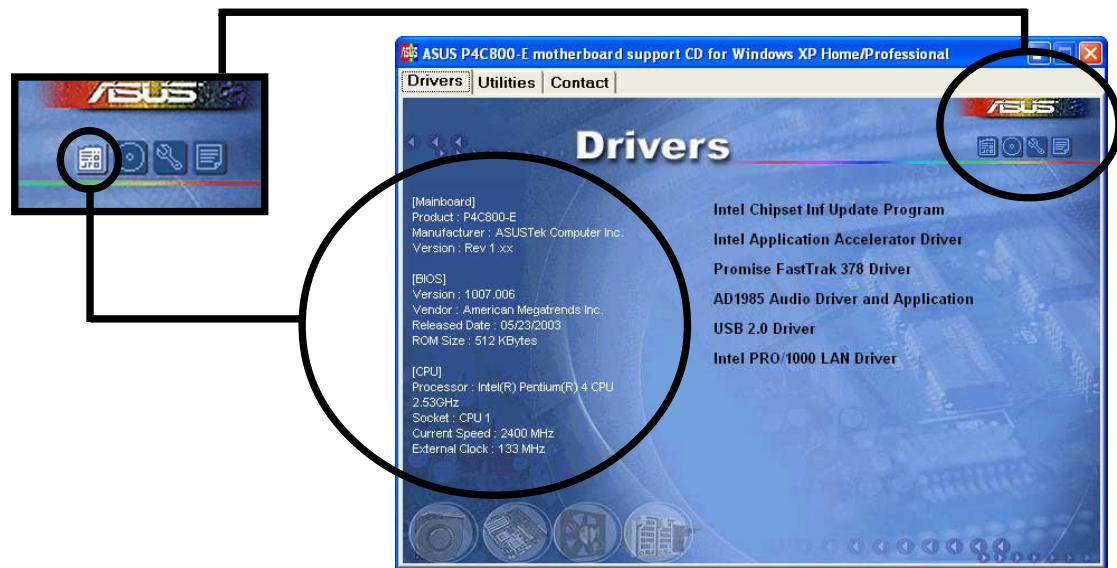 ASUS P4C800-E motherboard support CD for Windows XP Home/Professional
Drivers Utilities Contact
/SUS
/SUS
Drivers
[Mainboard]
Product : P4C800-E
Manufacturer : ASUSTek Computer Inc.
Version : Rev 1.xx
[BIOS]
Version : 1007.006
Vendor : American Megatrends Inc.
Released Date : 05/23/2003
ROM Size : 512 KBytes
[CPU]
Processor : Intel(R) Pentium(R) 4 CPU
2.53GHz
Socket : CPU 1
Current Speed : 2400 MHz
External Clock : 133 MHz
Intel Chipset Inf Update Program
Intel Application Accelerator Driver
Promise FastTrak 378 Driver
AD1985 Audio Driver and Application
USB 2.0 Driver
Intel PRO/1000 LAN Driver